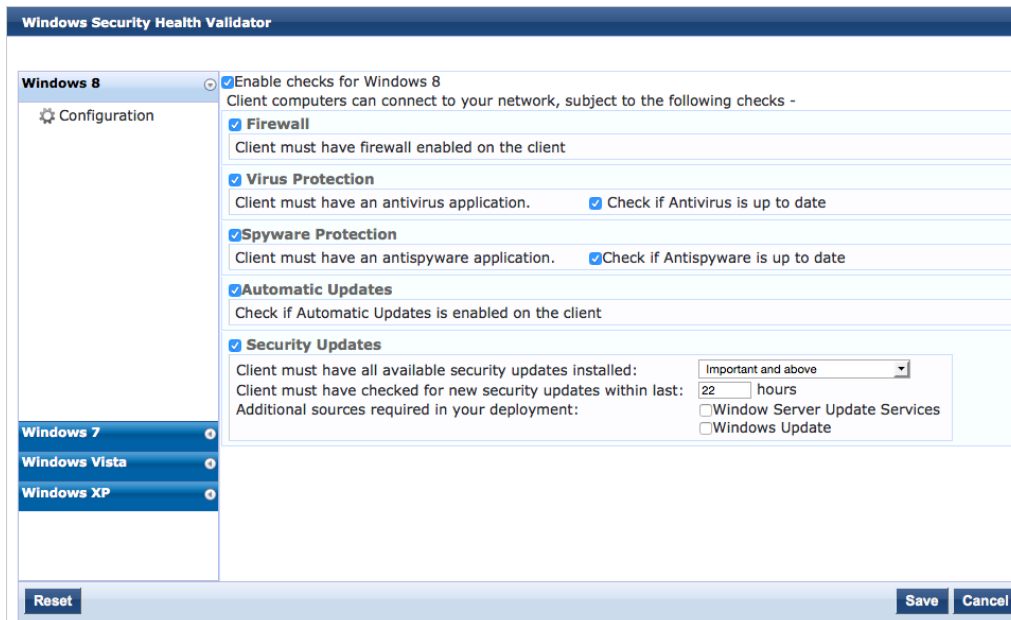 Windows Security Health Validator
Windows 8
Configuration
Windows 7
Windows Vista
Windows XP
Enable checks for Windows 8
Client computers can connect to your network, subject to the following checks -
Firewall
Client must have firewall enabled on the client
Virus Protection
Client must have an antivirus application. Check if Antivirus is up to date
Spyware Protection
Client must have an antispyware application. Check if Antispyware is up to date
Automatic Updates
Check if Automatic Updates is enabled on the client
Security Updates
Client must have all available security updates installed: Important and above
Client must have checked for new security updates within last: 22 hours
Additional sources required in your deployment: Window Server Update Services
Windows Update
Reset Save Cancel